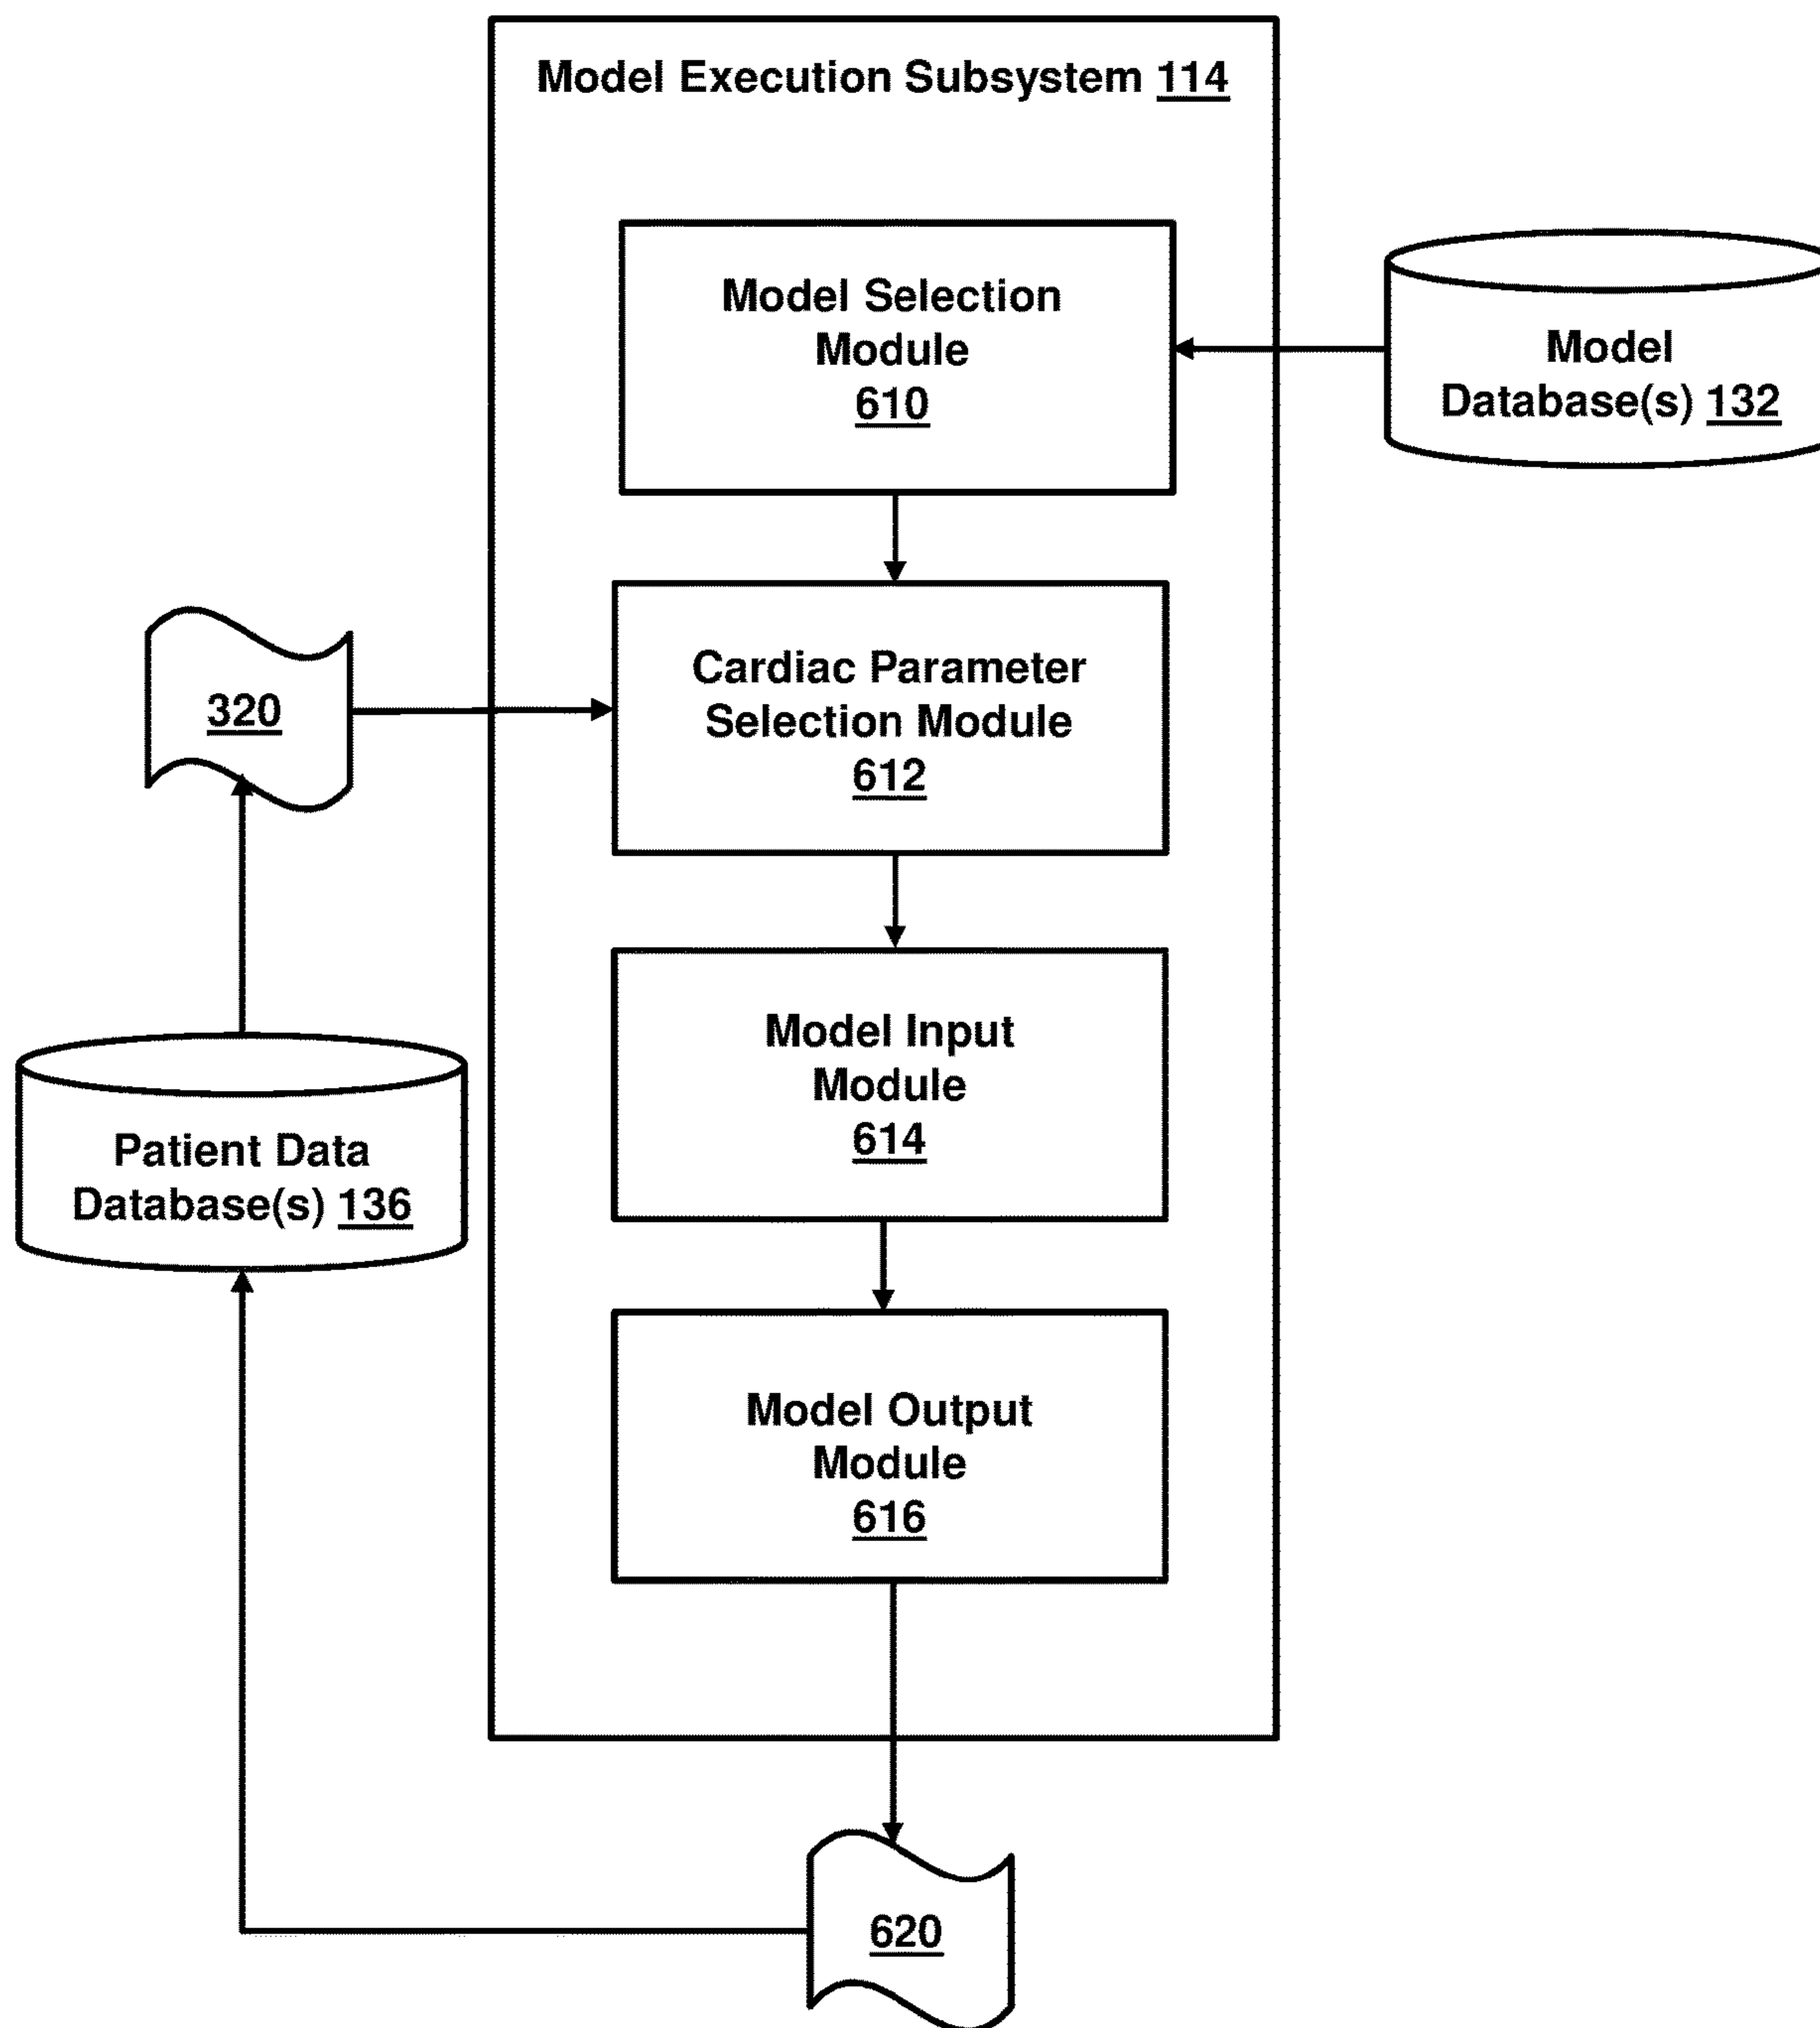 Model Execution Subsystem 114
Model Selection
Module
610
Model
Database(s) 132
Cardiac Parameter
Selection Module
612
320
Model Input
Module
614
Patient Data
Database(s) 136
Model Output
Module
616
620